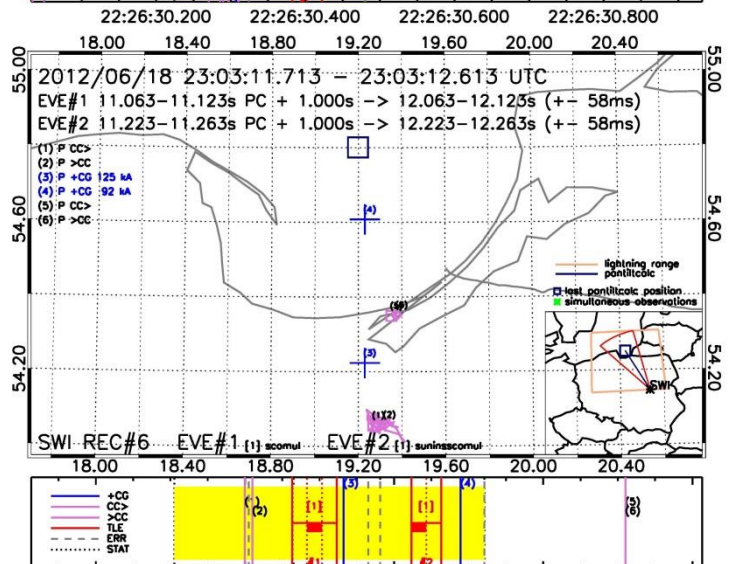 22:26:30.200 22:26:30.400 22:26:30.600 22:26:30.800
18.00 18.40 18.80 19.20 19.60 20.00 20.40
55.00 55.00
2012/06/18 23:03:11.713 - 23:03:12.613 UTC
EVE#1 11.063-11.123s PC + 1.000s -> 12.063-12.123s (+- 58ms)
EVE#2 11.223-11.263s PC + 1.000s -> 12.223-12.263s (+- 58ms)
(1) P CC>
(2) P >CC
(3) P +CG 125 kA
(4) P +CG 92 kA
(5) P CC>
(6) P >CC
(4)
54.60 54.60
lightning range
pantiltcalc
last pantiltcalc position
simultaneous observations
(3)
54.20 54.20
SWI
(1)(2)
SWI REC#6 EVE#1 [1] scomul EVE#2 [1] suninsscomul
18.00 18.40 18.80 19.20 19.60 20.00 20.40
+CG
CC>
>CC
TLE
ERR
STAT
(1) [1] (3) [1] (4) (5)
(2) (6)